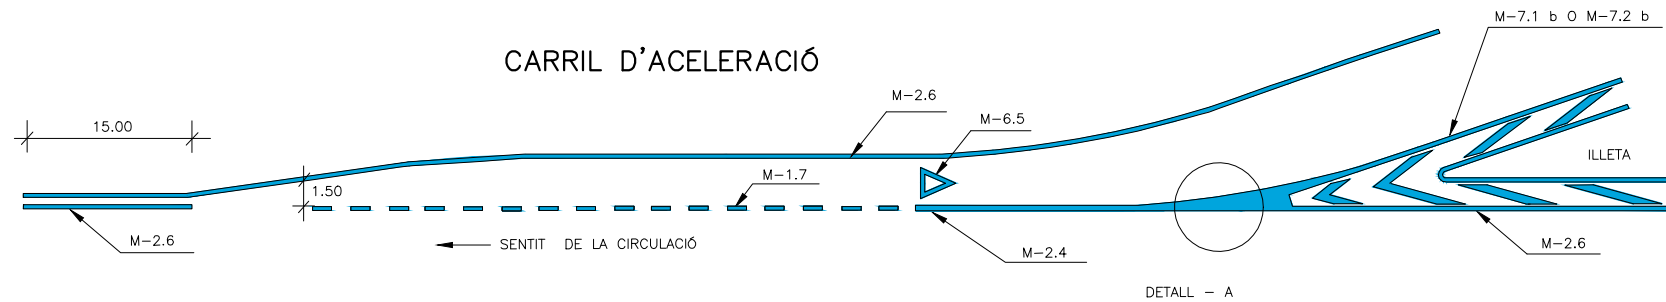 M-7.1 b O M-7.2 b
CARRIL D'ACELERACIÓ
M-2.6
M-6.5
15.00
ILLETA
M-1.7
1.50
M-2.6
SENTIT DE LA CIRCULACIÓ
M-2.4
M-2.6
DETALL - A